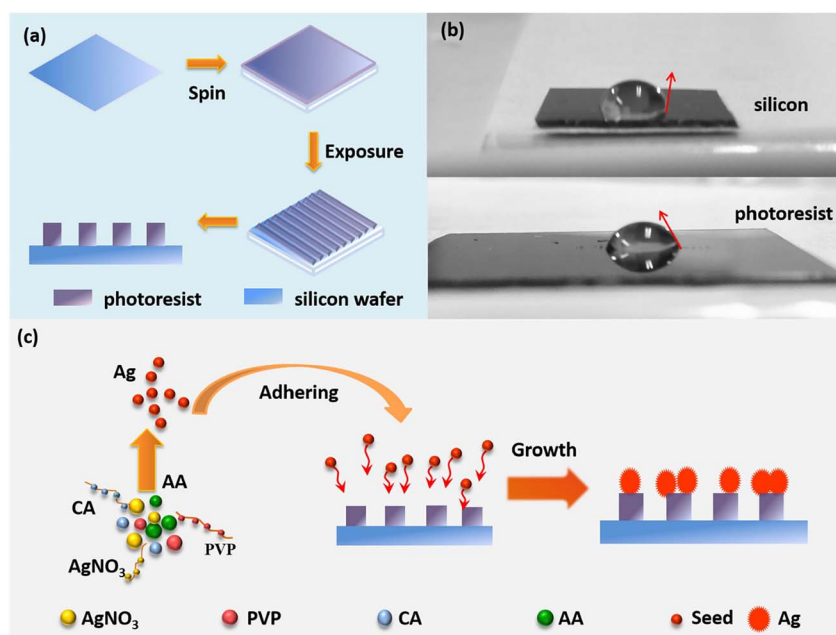 (a)
Spin
Exposure
photoresist
silicon wafer
(b)
silicon
photoresist
(c)
Ag
Adhering
Growth
AA
CA
PVP
AgNO₃
AgNO₃
PVP
CA
AA
Seed
Ag